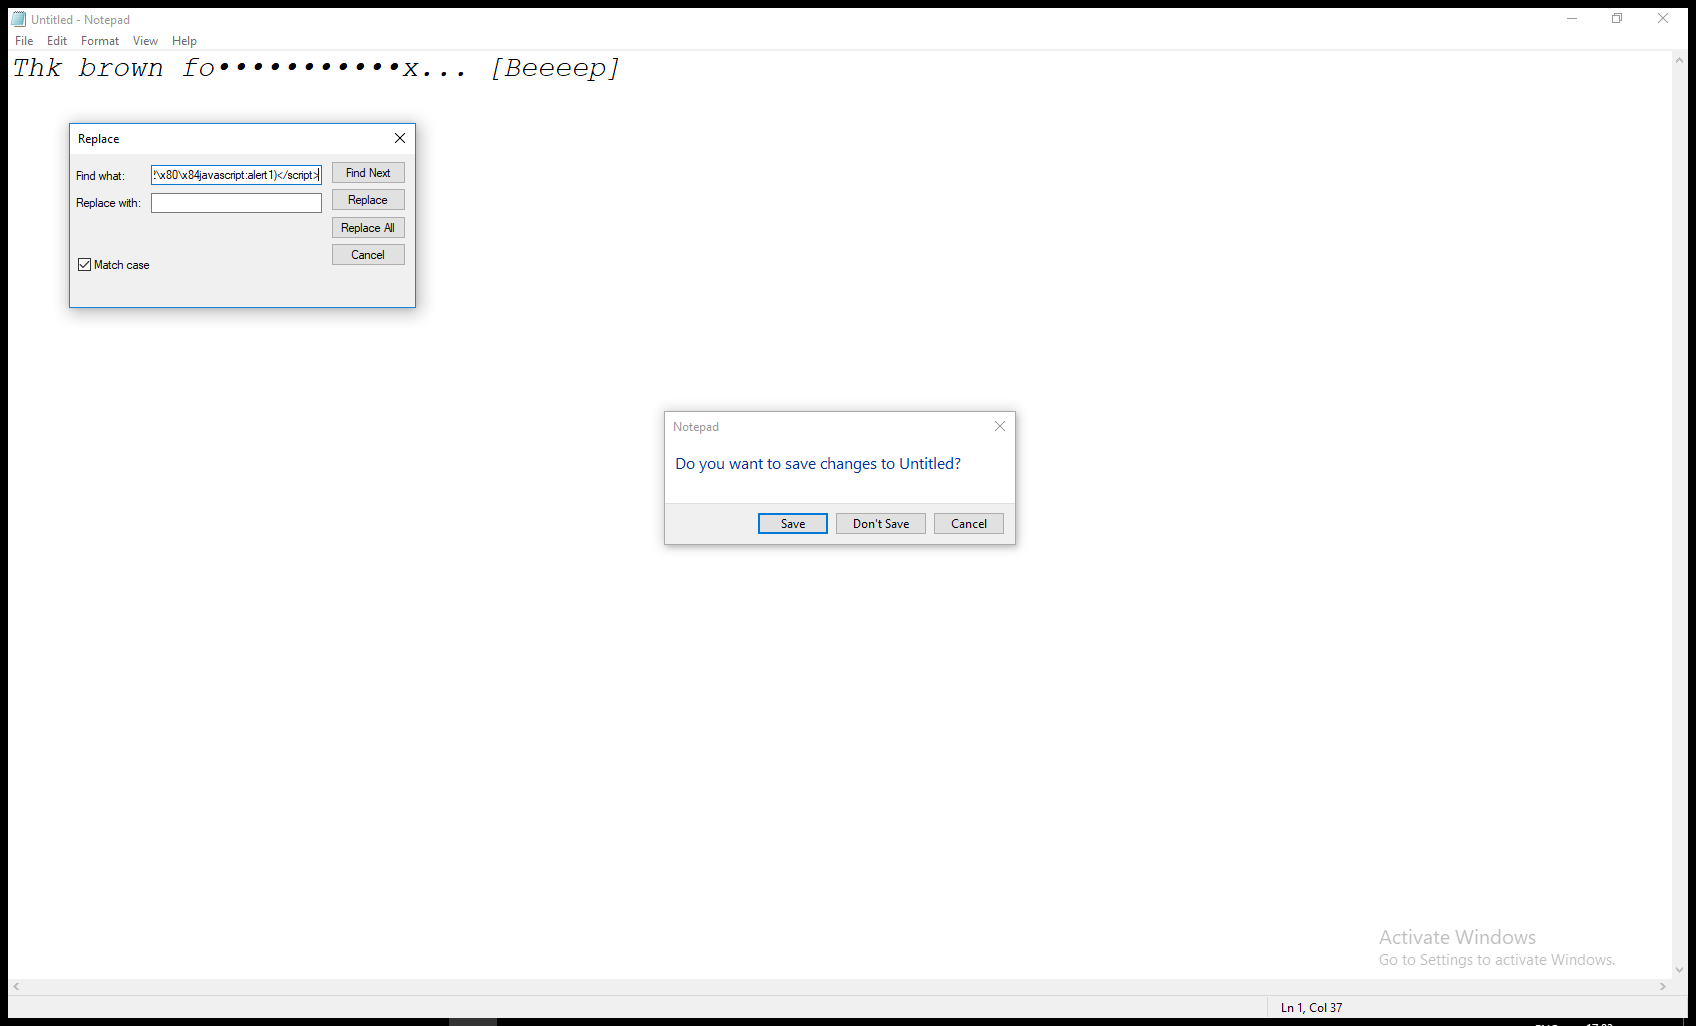 Untitled - Notepad
File Edit Format View Help
Thk brown fo•••••••••••x... [Beeeep]
Replace
Find what: !\x80\x84javascript:alert1)</script> Find Next
Replace with: Replace
Replace All
Cancel
Match case
Notepad
Do you want to save changes to Untitled?
Save Don't Save Cancel
Activate Windows
Go to Settings to activate Windows.
Ln 1, Col 37